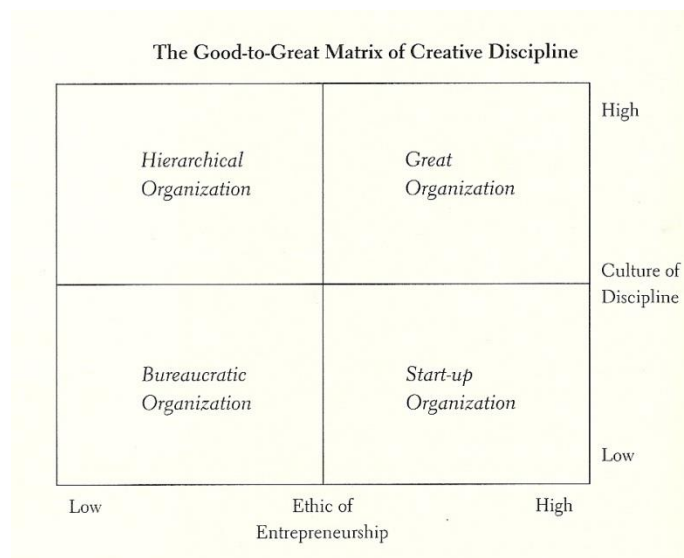 The Good-to-Great Matrix of Creative Discipline
High
Hierarchical
Organization
Great
Organization
Culture of
Discipline
Bureaucratic
Organization
Start-up
Organization
Low
Low
Ethic of
Entrepreneurship
High